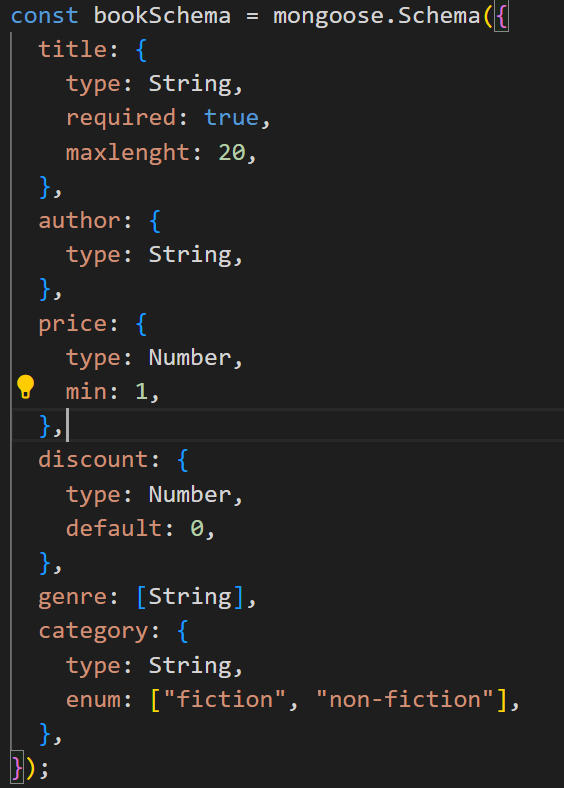 const bookSchema = mongoose.Schema({
  title: {
    type: String,
    required: true,
    maxlenght: 20,
  },
  author: {
    type: String,
  },
  price: {
    type: Number,
    min: 1,
  },
  discount: {
    type: Number,
    default: 0,
  },
  genre: [String],
  category: {
    type: String,
    enum: ["fiction", "non-fiction"],
  },
});